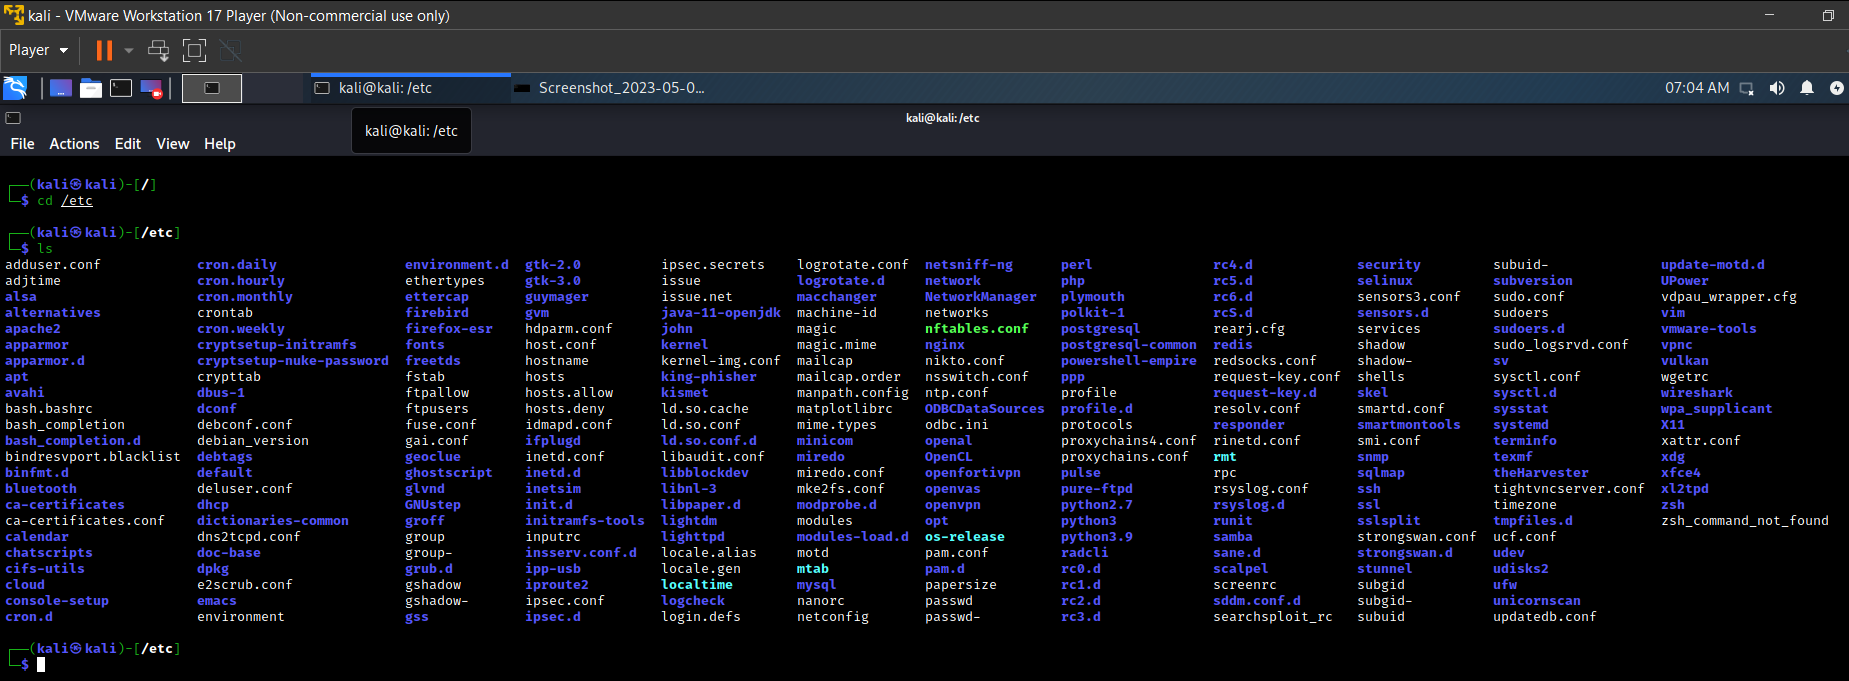 kali - VMware Workstation 17 Player (Non-commercial use only)
Player
kali@kali: /etc
Screenshot_2023-05-0...
07:04 AM
kali@kali: /etc
kali@kali: /etc
File Actions Edit View Help
┌──(kali㉿kali)-[/]
└─$ cd /etc
┌──(kali㉿kali)-[/etc]
└─$ ls
adduser.conf cron.daily environment.d gtk-2.0 ipsec.secrets logrotate.conf netsniff-ng perl rc4.d security subuid- update-motd.d
adjtime cron.hourly ethertypes gtk-3.0 issue logrotate.d network php rc5.d selinux subversion UPower
alsa cron.monthly ettercap guymager issue.net macchanger NetworkManager plymouth rc6.d sensors3.conf sudo.conf vdpau_wrapper.cfg
alternatives crontab firebird gvm java-11-openjdk machine-id networks polkit-1 rcS.d sensors.d sudoers vim
apache2 cron.weekly firefox-esr hdparm.conf john magic nftables.conf postgresql rearj.cfg services sudoers.d vmware-tools
apparmor cryptsetup-initramfs fonts host.conf kernel magic.mime nginx postgresql-common redis shadow sudo_logsrvd.conf vpnc
apparmor.d cryptsetup-nuke-password freetds hostname kernel-img.conf mailcap nikto.conf powershell-empire redsocks.conf shadow- sv vulkan
apt crypttab fstab hosts king-phisher mailcap.order nsswitch.conf ppp request-key.conf shells sysctl.conf wgetrc
avahi dbus-1 ftpallow hosts.allow kismet manpath.config ntp.conf profile request-key.d skel sysctl.d wireshark
bash.bashrc dconf ftpusers hosts.deny ld.so.cache matplotlibrc ODBCDataSources profile.d resolv.conf smartd.conf sysstat wpa_supplicant
bash_completion debconf.conf fuse.conf idmapd.conf ld.so.conf mime.types odbc.ini protocols responder smartmontools systemd X11
bash_completion.d debian_version gai.conf ifplugd ld.so.conf.d minicom openal proxychains4.conf rinetd.conf smi.conf terminfo xattr.conf
bindresvport.blacklist debtags geoclue inetd.conf libaudit.conf miredo OpenCL proxychains.conf rmt snmp texmf xdg
binfmt.d default ghostscript inetd.d libblockdev miredo.conf openfortivpn pulse rpc sqlmap theHarvester xfce4
bluetooth deluser.conf glvnd inetsim libnl-3 mke2fs.conf openvas pure-ftpd rsyslog.conf ssh tightvncserver.conf xl2tpd
ca-certificates dhcp GNUstep init.d libpaper.d modprobe.d openvpn python2.7 rsyslog.d ssl timezone zsh
ca-certificates.conf dictionaries-common groff initramfs-tools lightdm modules opt python3 runit sslsplit tmpfiles.d zsh_command_not_found
calendar dns2tcpd.conf group inputrc lighttpd modules-load.d os-release python3.9 samba strongswan.conf ucf.conf
chatscripts doc-base group- insserv.conf.d locale.alias motd pam.conf radcli sane.d strongswan.d udev
cifs-utils dpkg grub.d ipp-usb locale.gen mtab pam.d rc0.d scalpel stunnel udisks2
cloud e2scrub.conf gshadow iproute2 localtime mysql papersize rc1.d screenrc subgid ufw
console-setup emacs gshadow- ipsec.conf logcheck nanorc passwd rc2.d sddm.conf.d subgid- unicornscan
cron.d environment gss ipsec.d login.defs netconfig passwd- rc3.d searchsploit_rc subuid updatedb.conf
┌──(kali㉿kali)-[/etc]
└─$